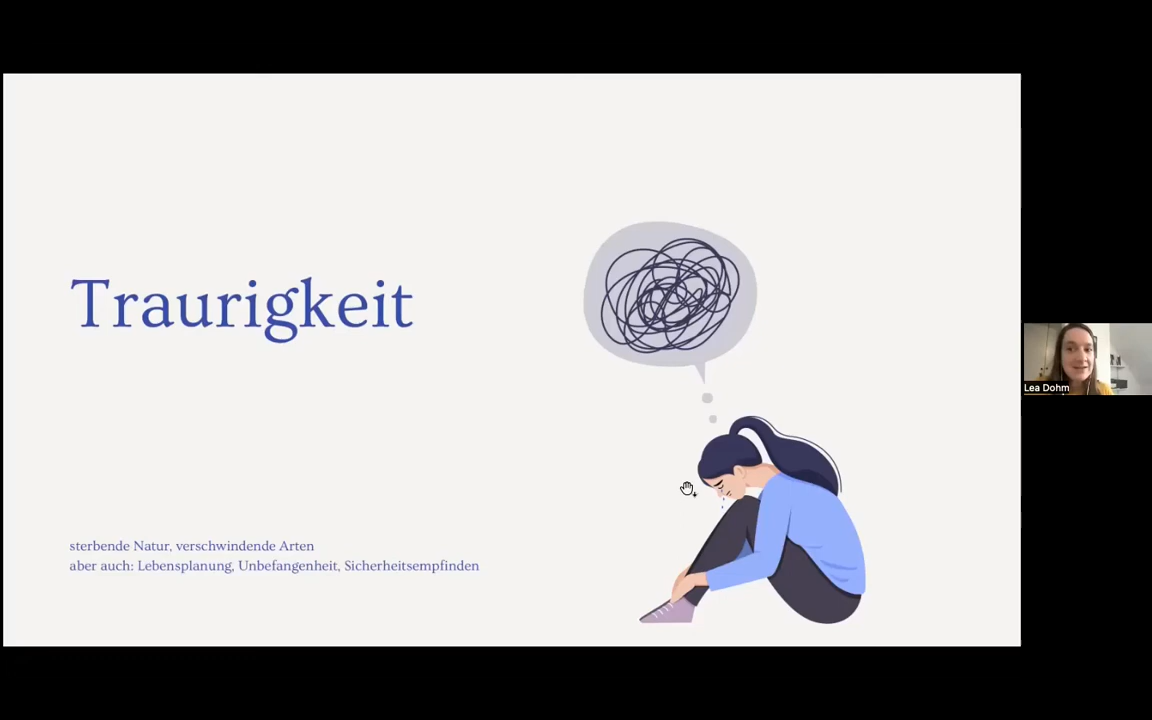 Traurigkeit
sterbende Natur, verschwindende Arten
aber auch: Lebensplanung, Unbefangenheit, Sicherheitsempfinden
Lea Dohm